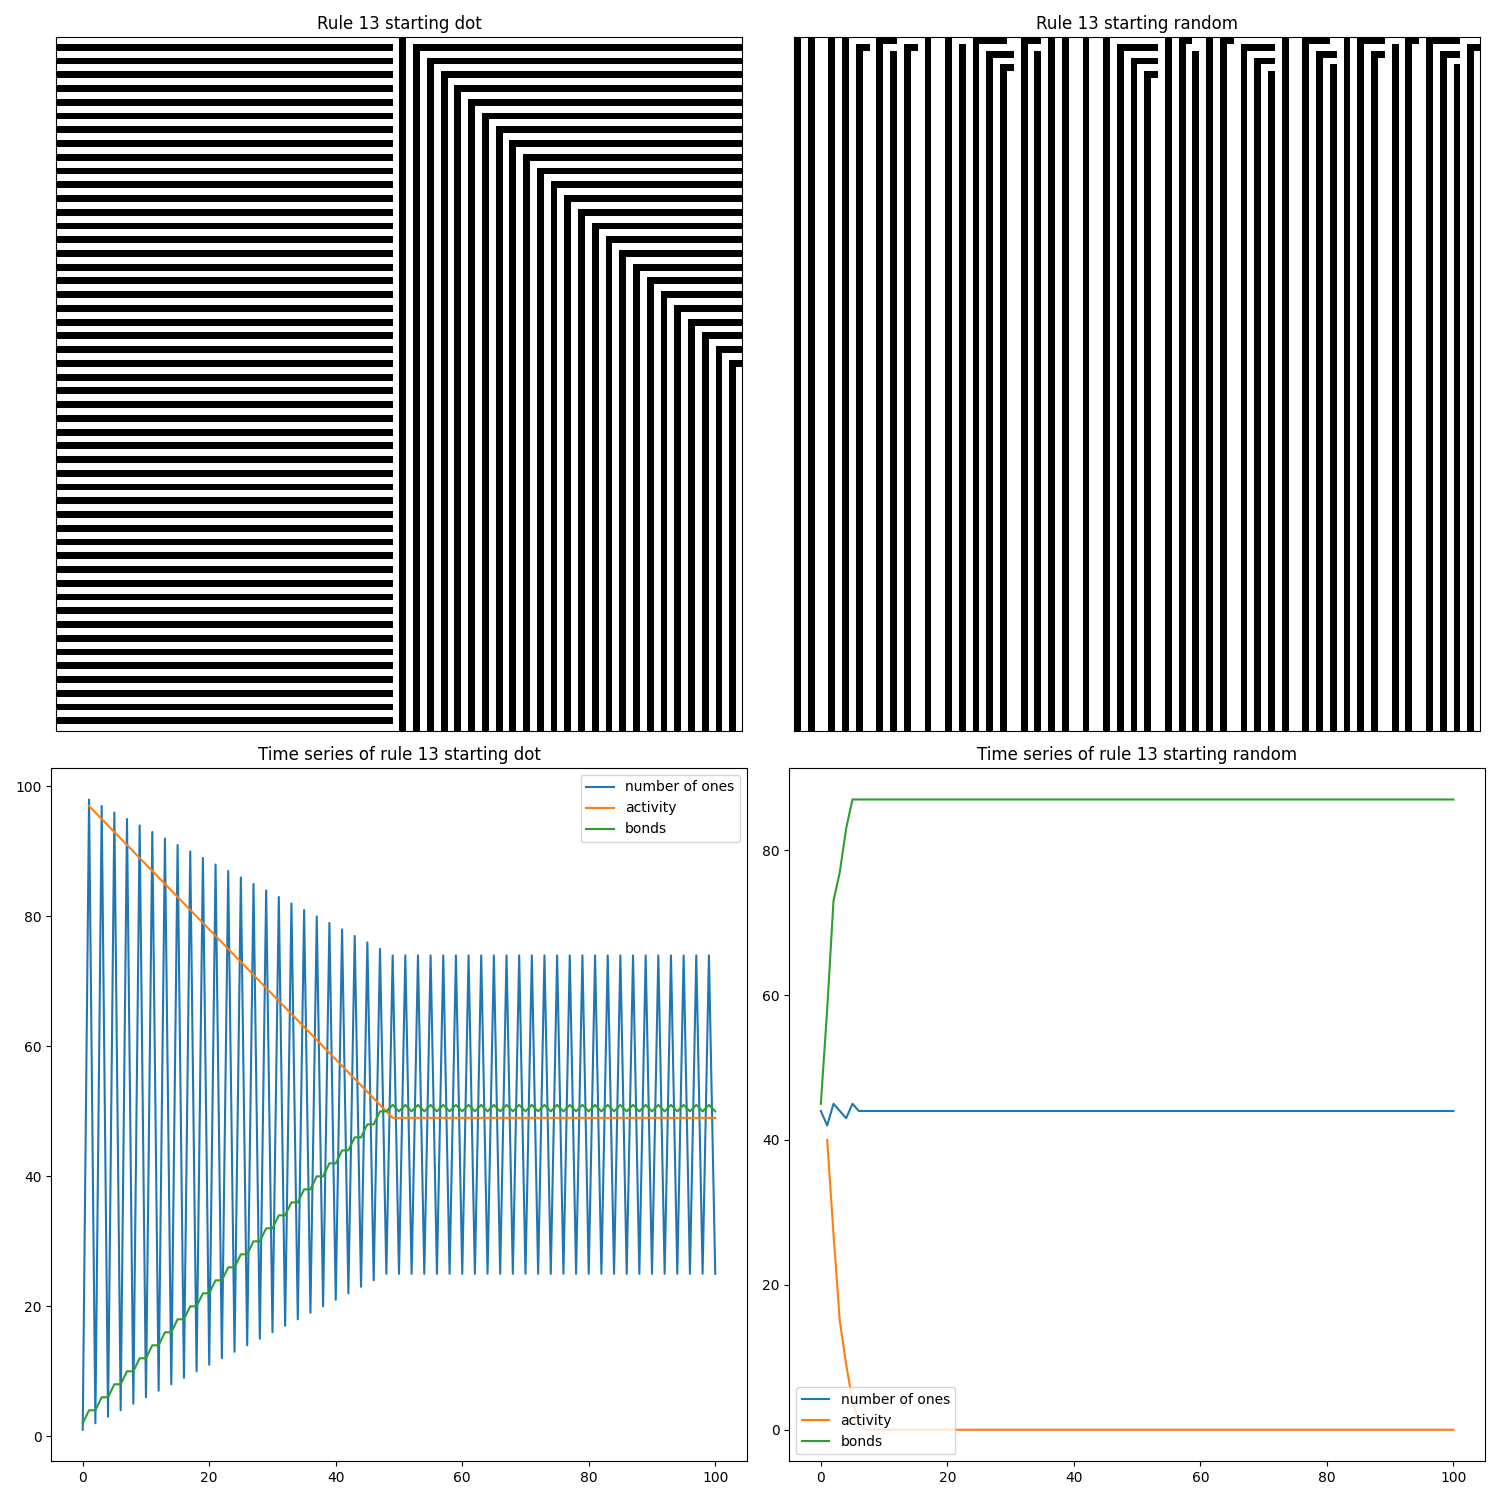 Rule 13 starting dot
Rule 13 starting random
Time series of rule 13 starting dot
100
80
60
40
20
0
0 20 40 60 80 100
number of ones
activity
bonds
Time series of rule 13 starting random
80
60
40
20
0
0 20 40 60 80 100
number of ones
activity
bonds